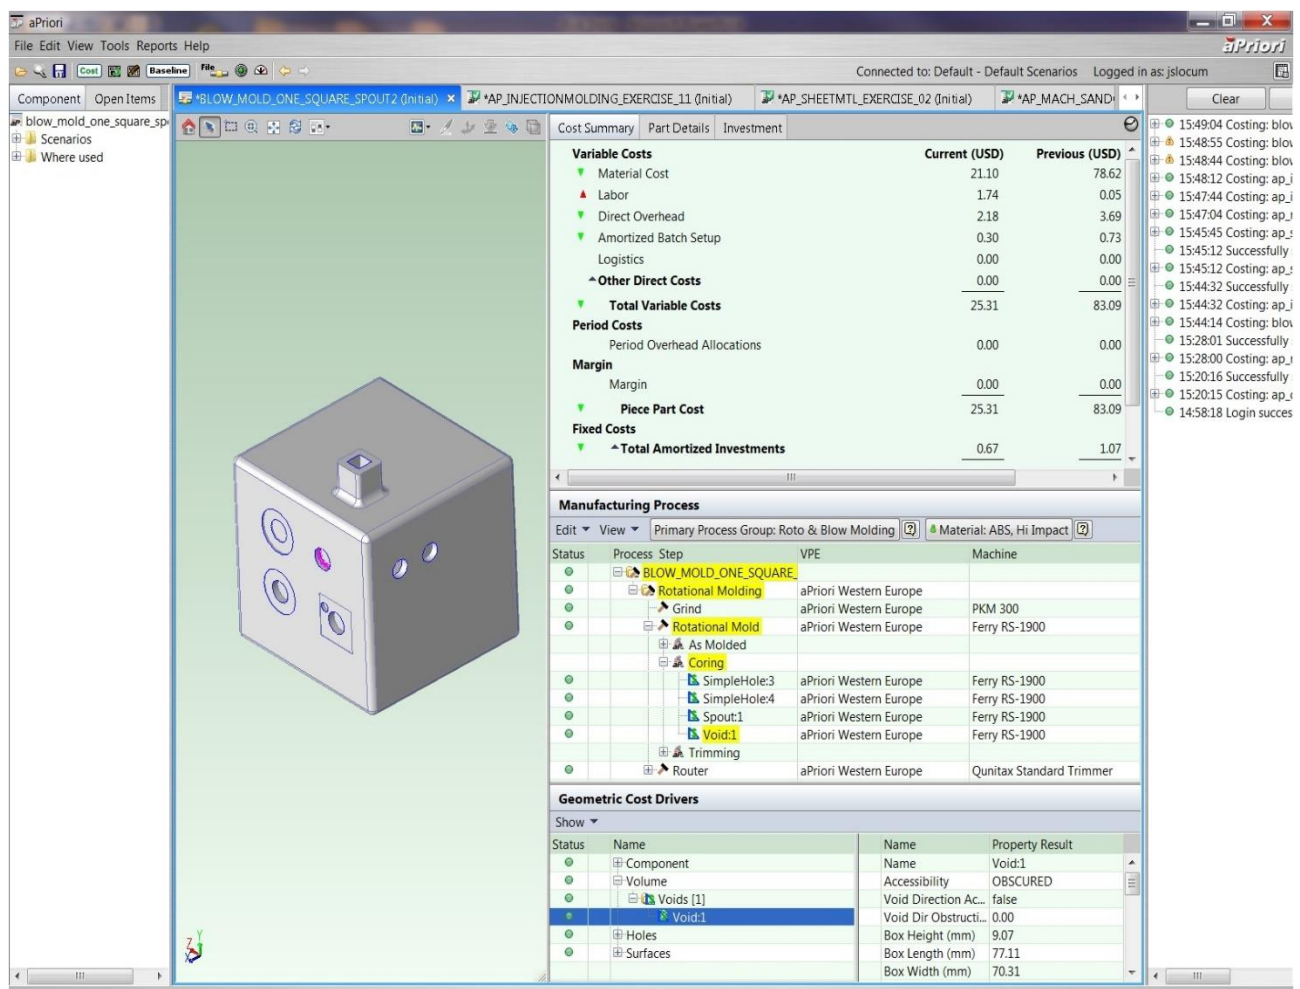 aPriori
File Edit View Tools Reports Help
aPriori
Cost Baseline File
Connected to: Default - Default Scenarios Logged in as: jslocum
Component Open Items
blow_mold_one_square_sp
Scenarios
Where used
*BLOW_MOLD_ONE_SQUARE_SPOUT2 (Initial) x *AP_INJECTIONMOLDING_EXERCISE_11 (Initial) *AP_SHEETMTL_EXERCISE_02 (Initial) *AP_MACH_SAND
Z Y X
Cost Summary Part Details Investment
Variable Costs Current (USD) Previous (USD)
Material Cost 21.10 78.62
Labor 1.74 0.05
Direct Overhead 2.18 3.69
Amortized Batch Setup 0.30 0.73
Logistics 0.00 0.00
Other Direct Costs 0.00 0.00
Total Variable Costs 25.31 83.09
Period Costs
Period Overhead Allocations 0.00 0.00
Margin
Margin 0.00 0.00
Piece Part Cost 25.31 83.09
Fixed Costs
Total Amortized Investments 0.67 1.07
Manufacturing Process
Edit View Primary Process Group: Roto & Blow Molding ? Material: ABS, Hi Impact ?
Status Process Step VPE Machine
BLOW_MOLD_ONE_SQUARE_
Rotational Molding aPriori Western Europe
Grind aPriori Western Europe PKM 300
Rotational Mold aPriori Western Europe Ferry RS-1900
As Molded
Coring
SimpleHole:3 aPriori Western Europe Ferry RS-1900
SimpleHole:4 aPriori Western Europe Ferry RS-1900
Spout:1 aPriori Western Europe Ferry RS-1900
Void:1 aPriori Western Europe Ferry RS-1900
Trimming
Router aPriori Western Europe Qunitax Standard Trimmer
Geometric Cost Drivers
Show
Status Name
Component
Volume
Voids [1]
Void:1
Holes
Surfaces
Name Property Result
Name Void:1
Accessibility OBSCURED
Void Direction Ac... false
Void Dir Obstructi... 0.00
Box Height (mm) 9.07
Box Length (mm) 77.11
Box Width (mm) 70.31
Clear
15:49:04 Costing: blov
15:48:55 Costing: blov
15:48:44 Costing: blov
15:48:12 Costing: ap_i
15:47:44 Costing: ap_i
15:47:04 Costing: ap_r
15:45:45 Costing: ap_s
15:45:12 Successfully
15:45:12 Costing: ap_s
15:44:32 Successfully
15:44:32 Costing: ap_i
15:44:14 Costing: blov
15:28:01 Successfully
15:28:00 Costing: ap_r
15:20:16 Successfully
15:20:15 Costing: ap_c
14:58:18 Login succes